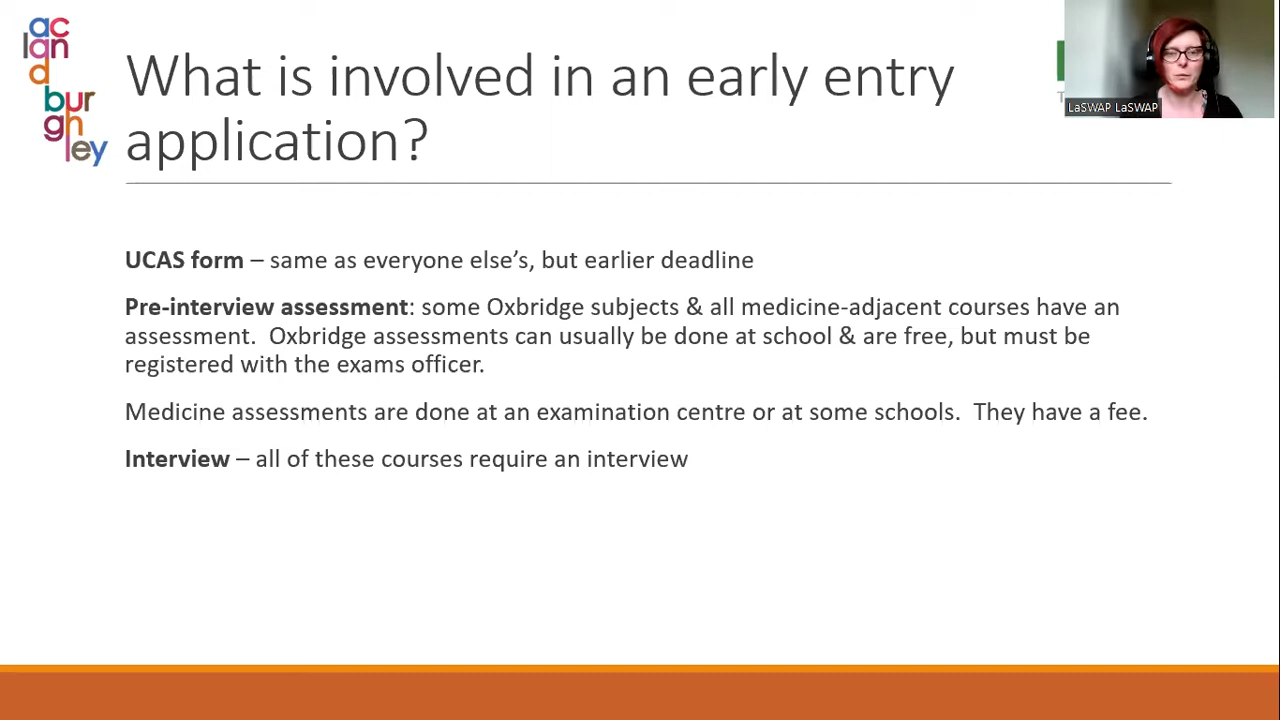 ac
lan
d
bur
gh
ley
What is involved in an early entry
application?
LaSWAP LaSWAP
UCAS form – same as everyone else’s, but earlier deadline
Pre-interview assessment: some Oxbridge subjects & all medicine-adjacent courses have an
assessment.  Oxbridge assessments can usually be done at school & are free, but must be
registered with the exams officer.
Medicine assessments are done at an examination centre or at some schools.  They have a fee.
Interview – all of these courses require an interview